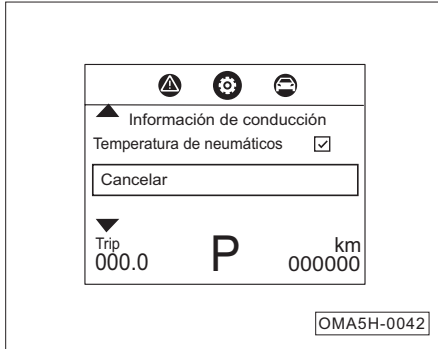 Información de conducción
Temperatura de neumáticos
Cancelar
Trip
000.0
P
km
000000
OMA5H-0042